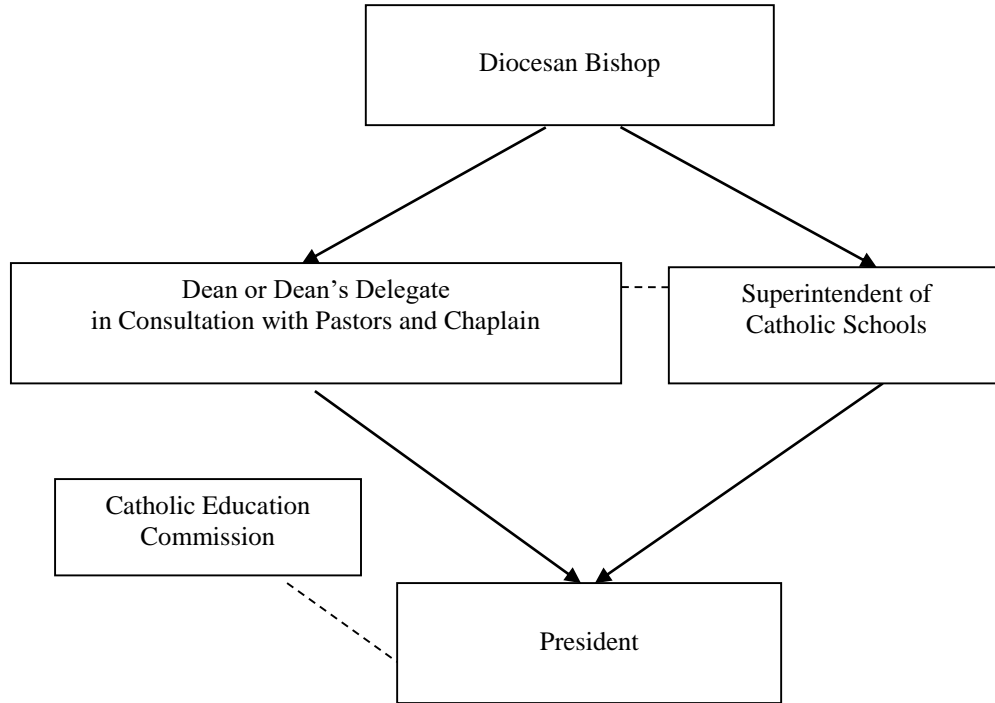 Diocesan Bishop
Dean or Dean’s Delegate
in Consultation with Pastors and Chaplain
Superintendent of
Catholic Schools
Catholic Education
Commission
President